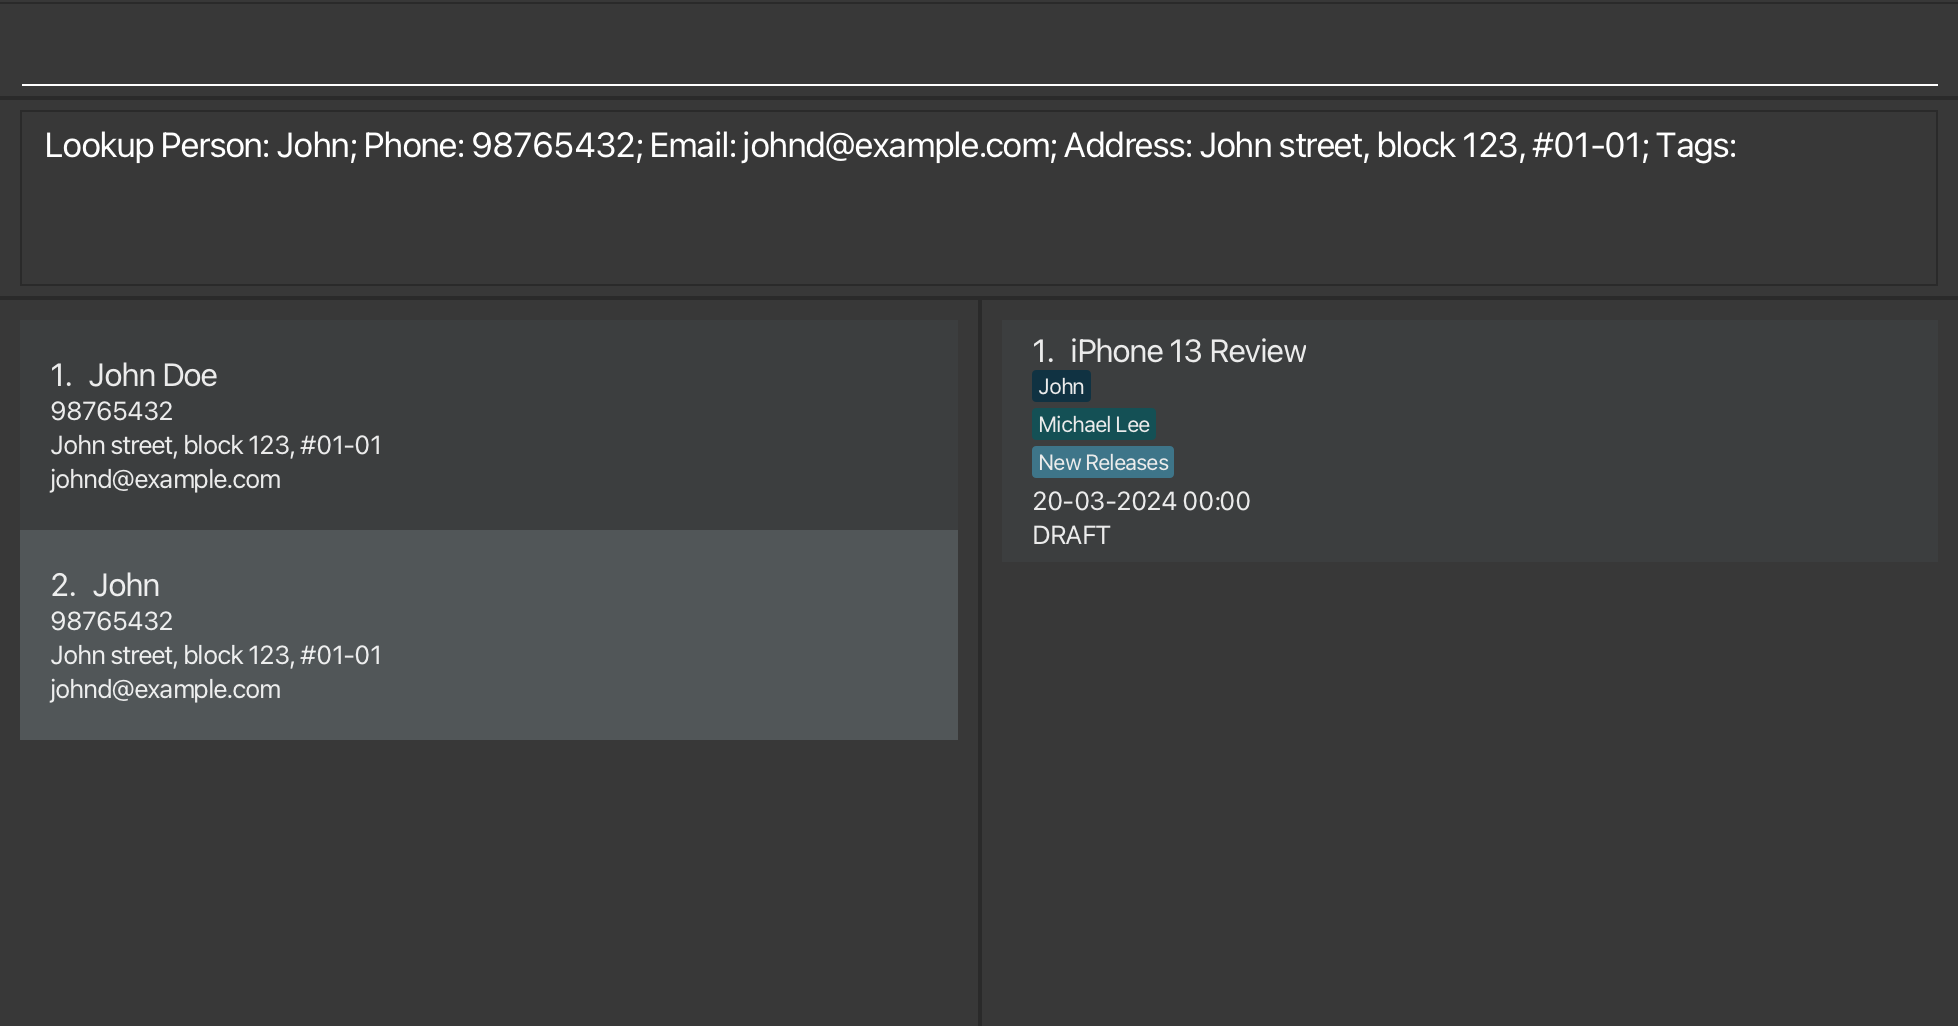 Lookup Person: John; Phone: 98765432; Email: johnd@example.com; Address: John street, block 123, #01-01; Tags:
1. John Doe
98765432
John street, block 123, #01-01
johnd@example.com
2. John
98765432
John street, block 123, #01-01
johnd@example.com
1. iPhone 13 Review
John
Michael Lee
New Releases
20-03-2024 00:00
DRAFT